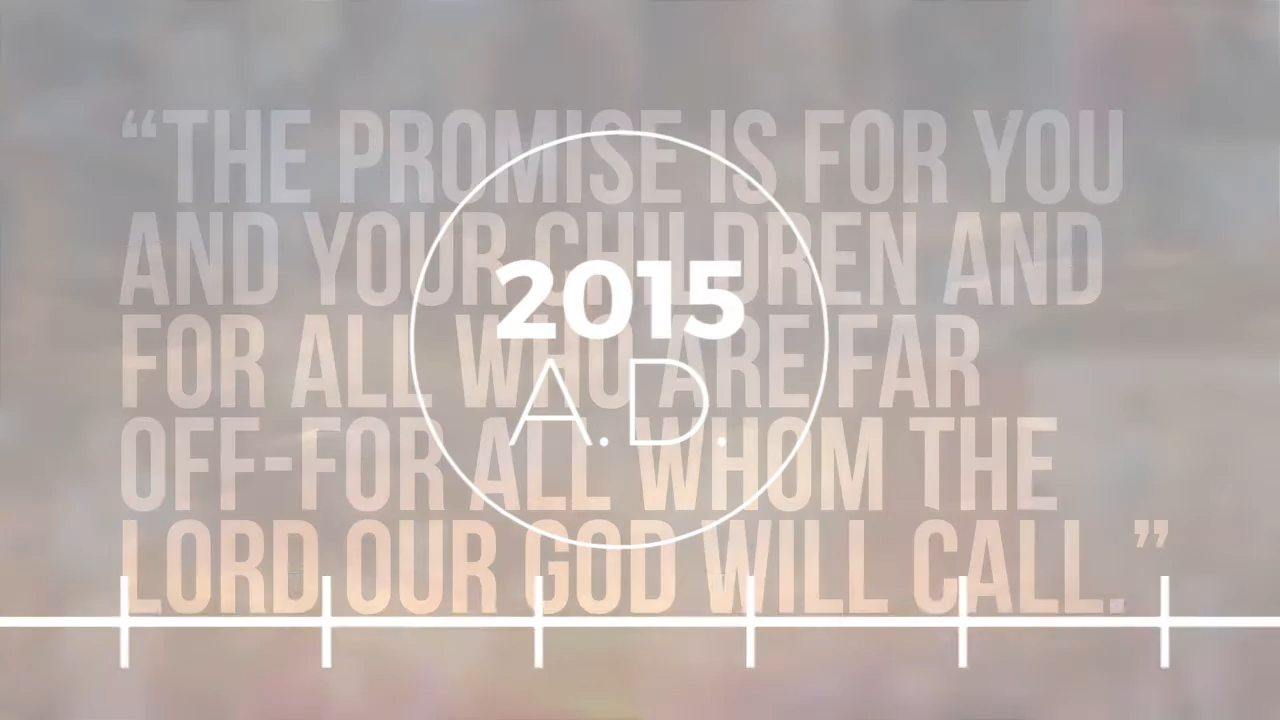 “THE PROMISE IS FOR YOU
AND YOUR CHILDREN AND
FOR ALL WHO ARE FAR
OFF-FOR ALL WHOM THE
LORD OUR GOD WILL CALL.”
2015
A.D.